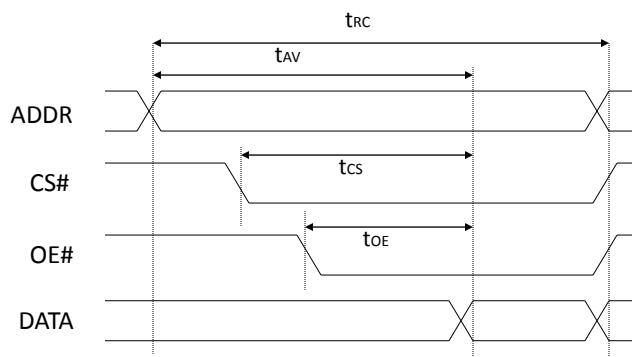 tRC
tAV
ADDR
tCS
CS#
tOE
OE#
DATA